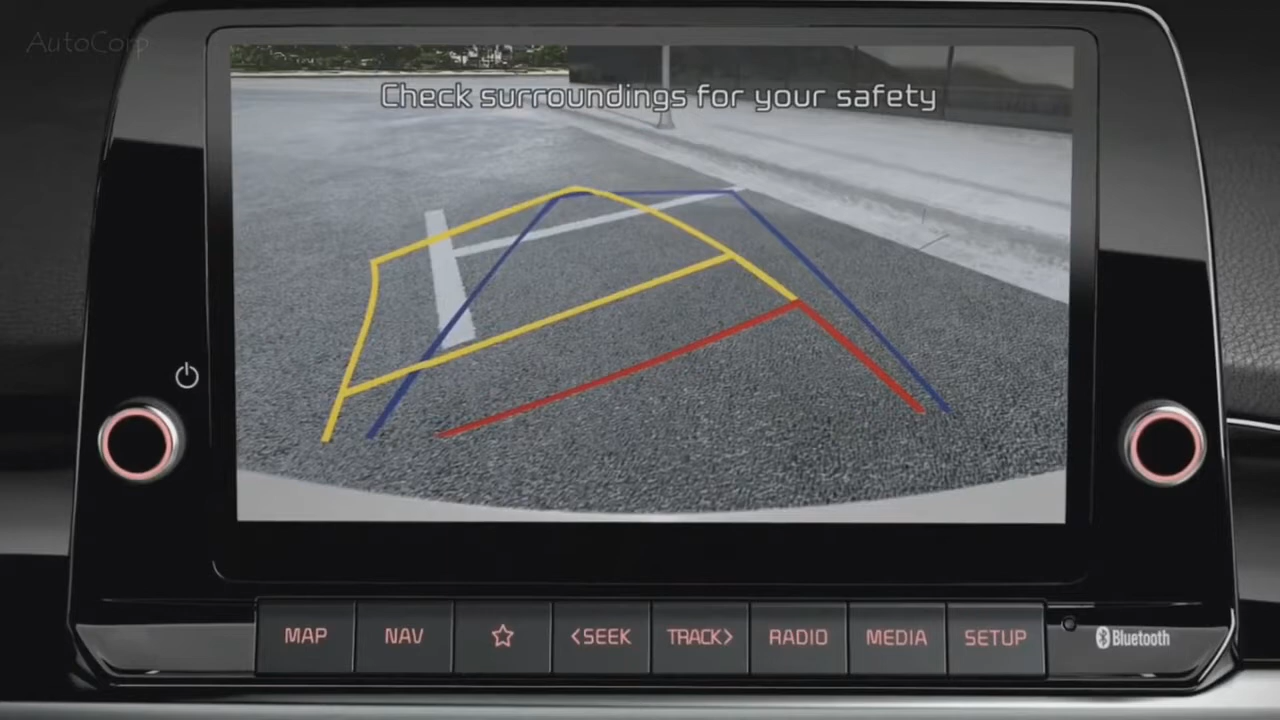 AutoCorp
Check surroundings for your safety
MAP
NAV
<SEEK
TRACK>
RADIO
MEDIA
SETUP
Bluetooth